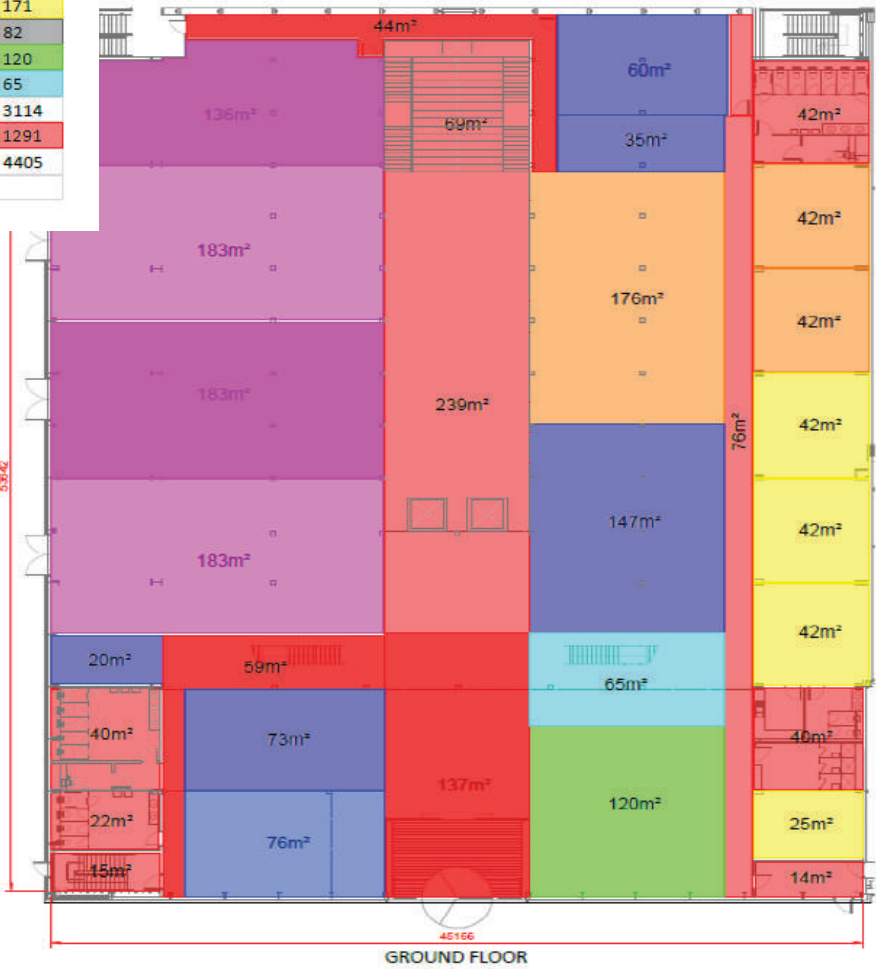 171
82
120
65
3114
1291
4405
44m²
60m²
136m²
69m²
42m²
35m²
42m²
183m²
176m²
42m²
183m²
239m²
76m²
42m²
147m²
42m²
183m²
42m²
20m²
59m²
65m²
40m²
73m²
40m²
137m²
120m²
22m²
76m²
25m²
15m²
14m²
45166
GROUND FLOOR